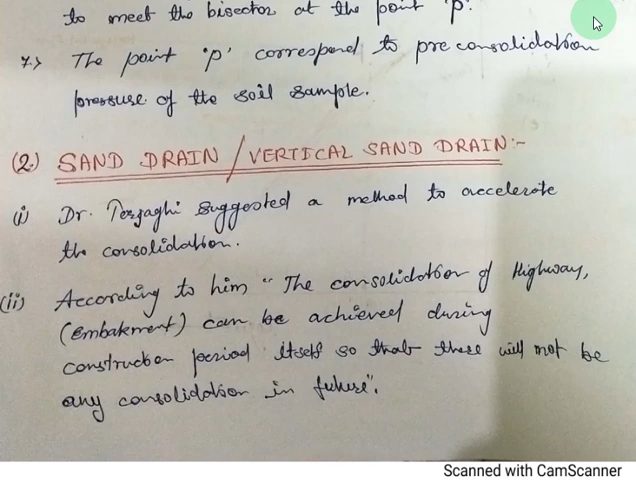 to meet the bisector at the point 'p'.
7.> The point 'p' correspond to pre consolidation
pressure of the soil sample.
(2.) SAND DRAIN / VERTICAL SAND DRAIN:-
(i) Dr. Terzaghi suggested a method to accelerate
the consolidation.
(ii) According to him "The consolidation of Highway,
(Embakment) can be achieved during
construction period itself so that there will not be
any consolidation in future".
Scanned with CamScanner